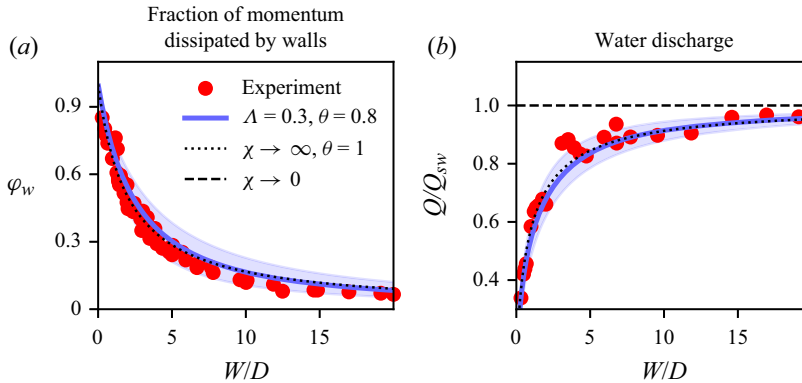 Fraction of momentum
dissipated by walls
(a)
Experiment
Λ = 0.3, θ = 0.8
χ → ∞, θ = 1
χ → 0
φw
0.9
0.6
0.3
0
0 5 10 15
W/D
Water discharge
(b)
Q/Qsw
1.0
0.8
0.6
0.4
0 5 10 15
W/D